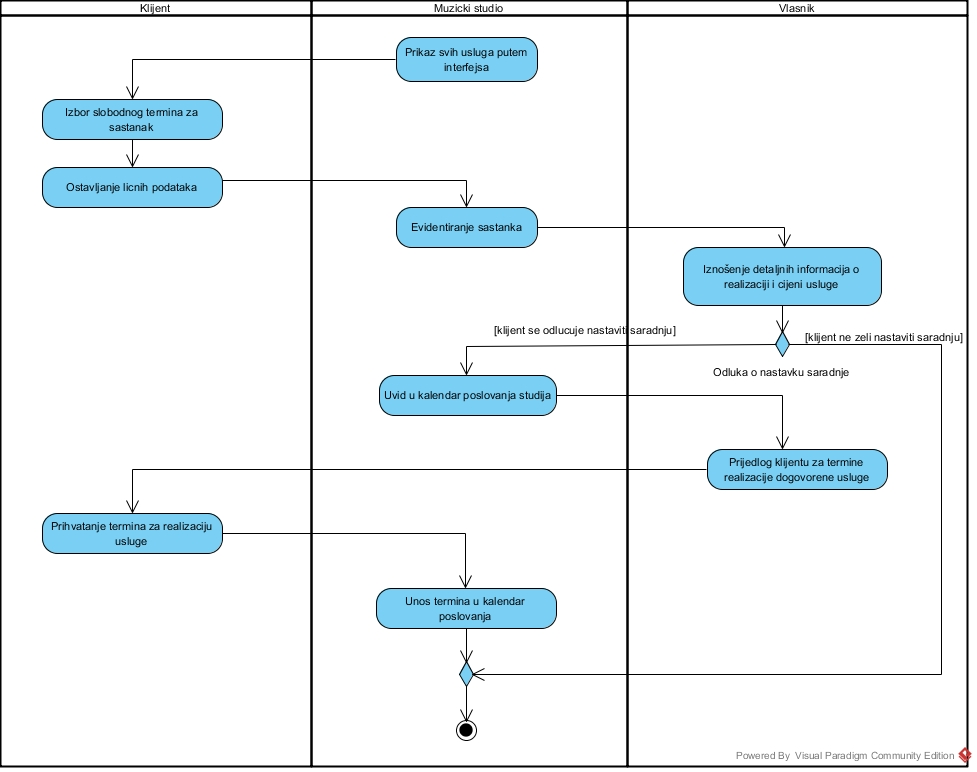 Klijent
Muzicki studio
Vlasnik
Prikaz svih usluga putem
interfejsa
Izbor slobodnog termina za
sastanak
Ostavljanje licnih podataka
Evidentiranje sastanka
Iznošenje detaljnih informacija o
realizaciji i cijeni usluge
[klijent se odlucuje nastaviti saradnju]
[klijent ne zeli nastaviti saradnju]
Odluka o nastavku saradnje
Uvid u kalendar poslovanja studija
Prijedlog klijentu za termine
realizacije dogovorene usluge
Prihvatanje termina za realizaciju
usluge
Unos termina u kalendar
poslovanja
Powered By Visual Paradigm Community Edition